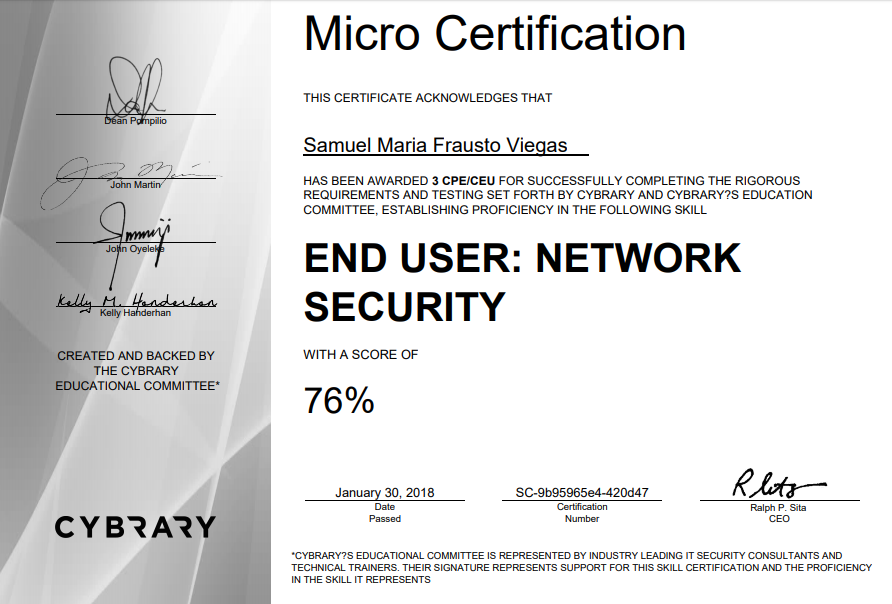 Micro Certification
THIS CERTIFICATE ACKNOWLEDGES THAT
Samuel Maria Frausto Viegas
HAS BEEN AWARDED 3 CPE/CEU FOR SUCCESSFULLY COMPLETING THE RIGOROUS
REQUIREMENTS AND TESTING SET FORTH BY CYBRARY AND CYBRARY?S EDUCATION
COMMITTEE, ESTABLISHING PROFICIENCY IN THE FOLLOWING SKILL
END USER: NETWORK
SECURITY
WITH A SCORE OF
76%
January 30, 2018
Date
Passed
SC-9b95965e4-420d47
Certification
Number
Ralph P. Sita
CEO
*CYBRARY?S EDUCATIONAL COMMITTEE IS REPRESENTED BY INDUSTRY LEADING IT SECURITY CONSULTANTS AND
TECHNICAL TRAINERS. THEIR SIGNATURE REPRESENTS SUPPORT FOR THIS SKILL CERTIFICATION AND THE PROFICIENCY
IN THE SKILL IT REPRESENTS
Dean Pompilio
John Martin
John Oyeleke
Kelly M. Handerhan
Kelly Handerhan
CREATED AND BACKED BY
THE CYBRARY
EDUCATIONAL COMMITTEE*
CYBRARY